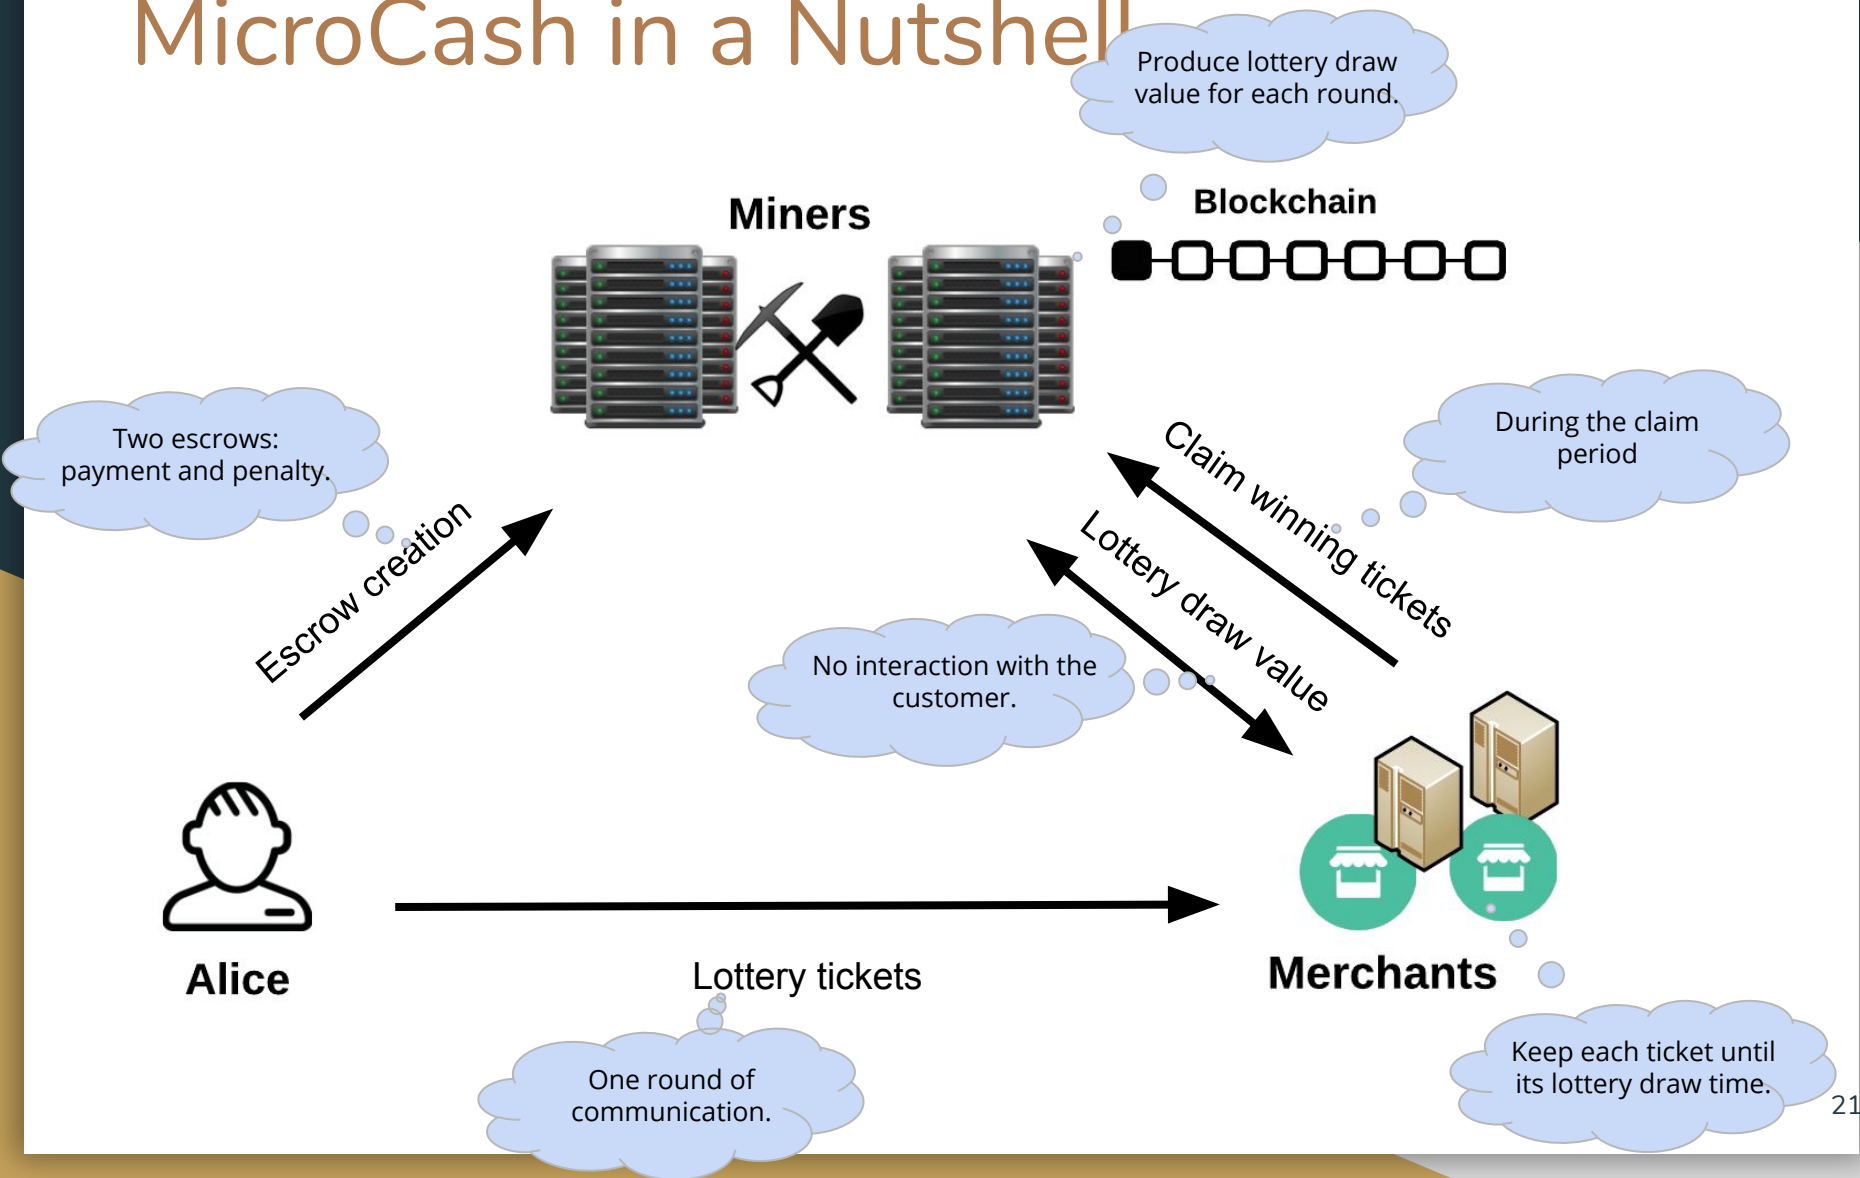 MicroCash in a Nutshell
Produce lottery draw
value for each round.
Miners
Blockchain
Two escrows:
payment and penalty.
During the claim
period
Escrow creation
Claim winning tickets
Lottery draw value
No interaction with the
customer.
Alice
Lottery tickets
Merchants
One round of
communication.
Keep each ticket until
its lottery draw time.
21